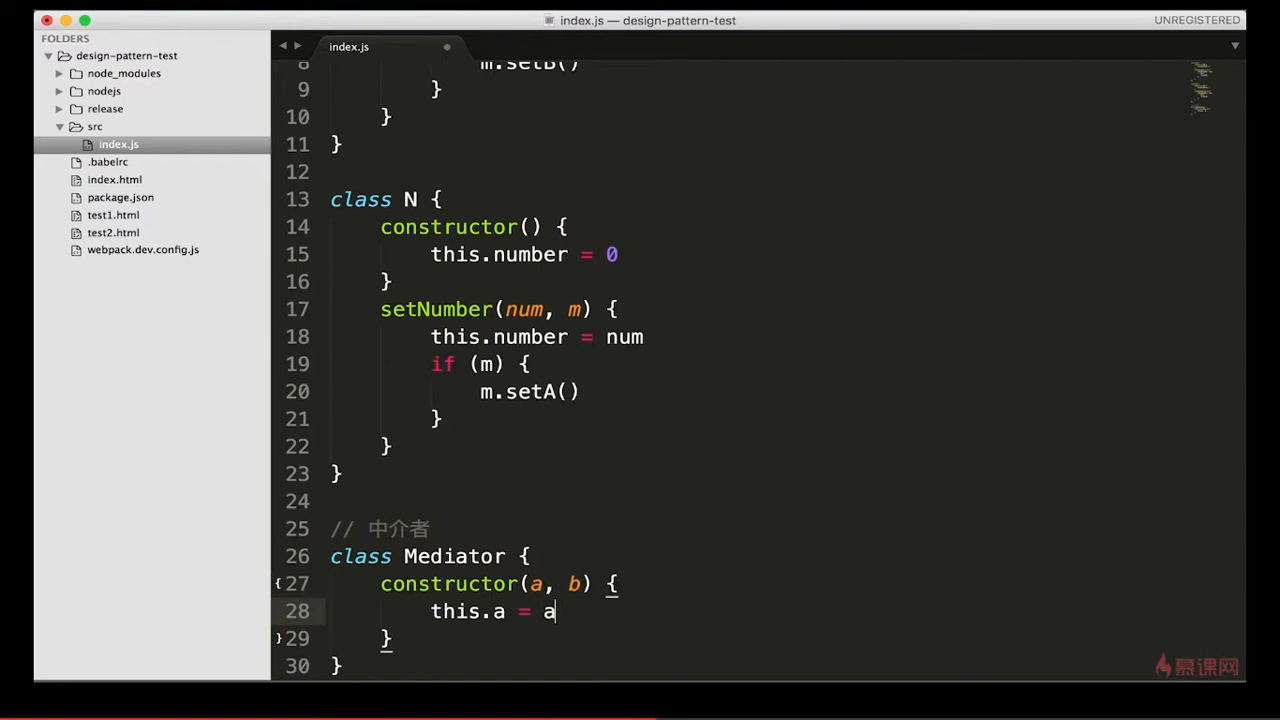 index.js — design-pattern-test
UNREGISTERED
FOLDERS
design-pattern-test
node_modules
nodejs
release
src
index.js
.babelrc
index.html
package.json
test1.html
test2.html
webpack.dev.config.js
index.js
8 m.setB()
9 }
10 }
11 }
12
13 class N {
14 constructor() {
15 this.number = 0
16 }
17 setNumber(num, m) {
18 this.number = num
19 if (m) {
20 m.setA()
21 }
22 }
23 }
24
25 // 中介者
26 class Mediator {
27 constructor(a, b) {
28 this.a = a
29 }
30 }
慕课网